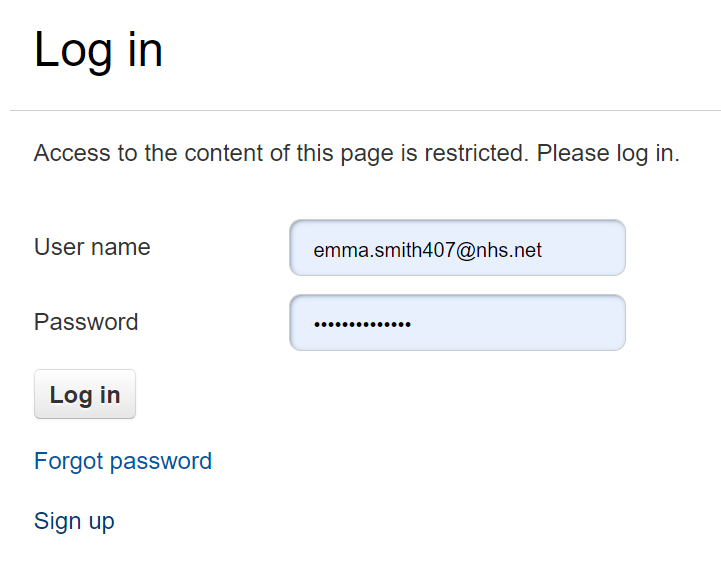 Log in
Access to the content of this page is restricted. Please log in.
User name
emma.smith407@nhs.net
Password
••••••••••••••
Log in
Forgot password
Sign up